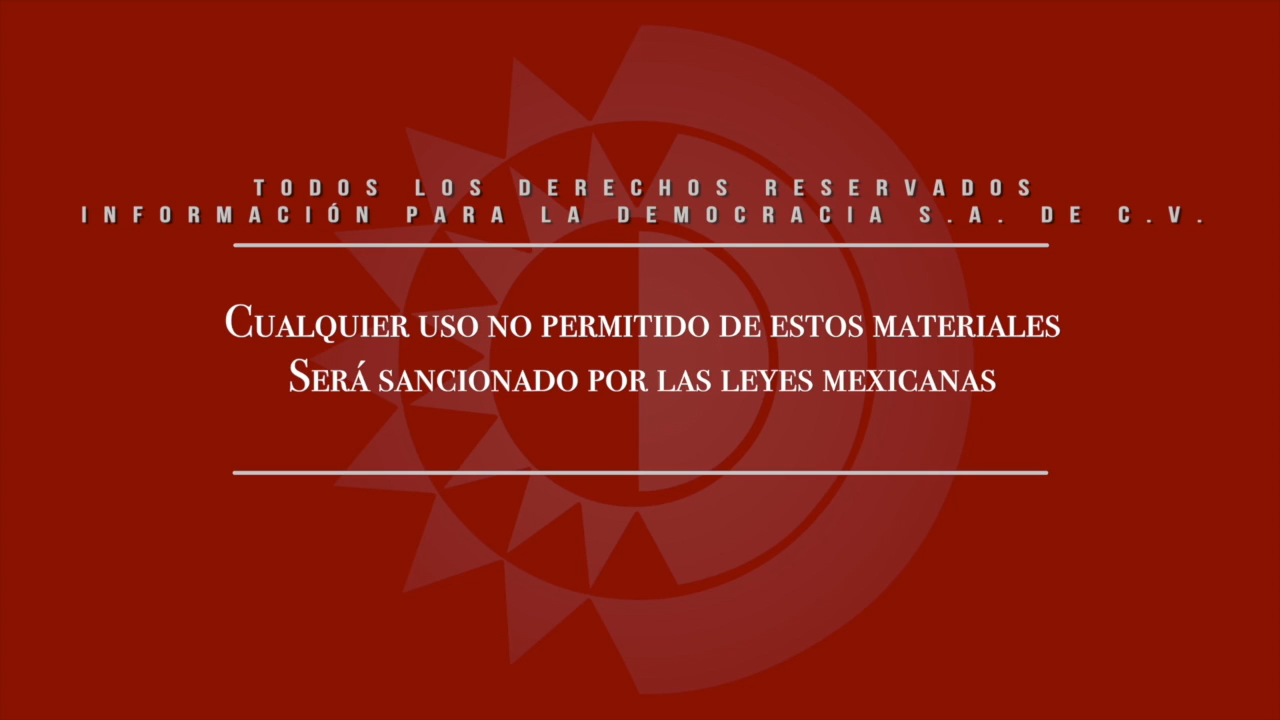 TODOS LOS DERECHOS RESERVADOS
INFORMACIÓN PARA LA DEMOCRACIA S.A. DE C.V.
CUALQUIER USO NO PERMITIDO DE ESTOS MATERIALES
SERÁ SANCIONADO POR LAS LEYES MEXICANAS